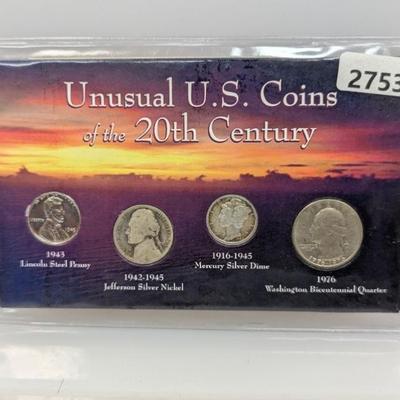 2753
Unusual U.S. Coins
of the 20th Century
1943
Lincoln Steel Penny
1942-1945
Jefferson Silver Nickel
1916-1945
Mercury Silver Dime
1976
Washington Bicentennial Quarter